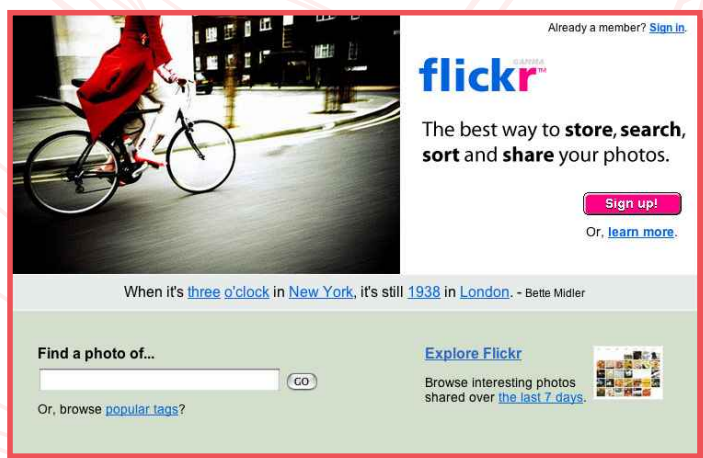 Already a member? Sign in.
flickr™
GAMMA
The best way to store, search,
sort and share your photos.
Sign up!
Or, learn more.
When it's three o'clock in New York, it's still 1938 in London. - Bette Midler
Find a photo of...
GO
Or, browse popular tags?
Explore Flickr
Browse interesting photos
shared over the last 7 days.